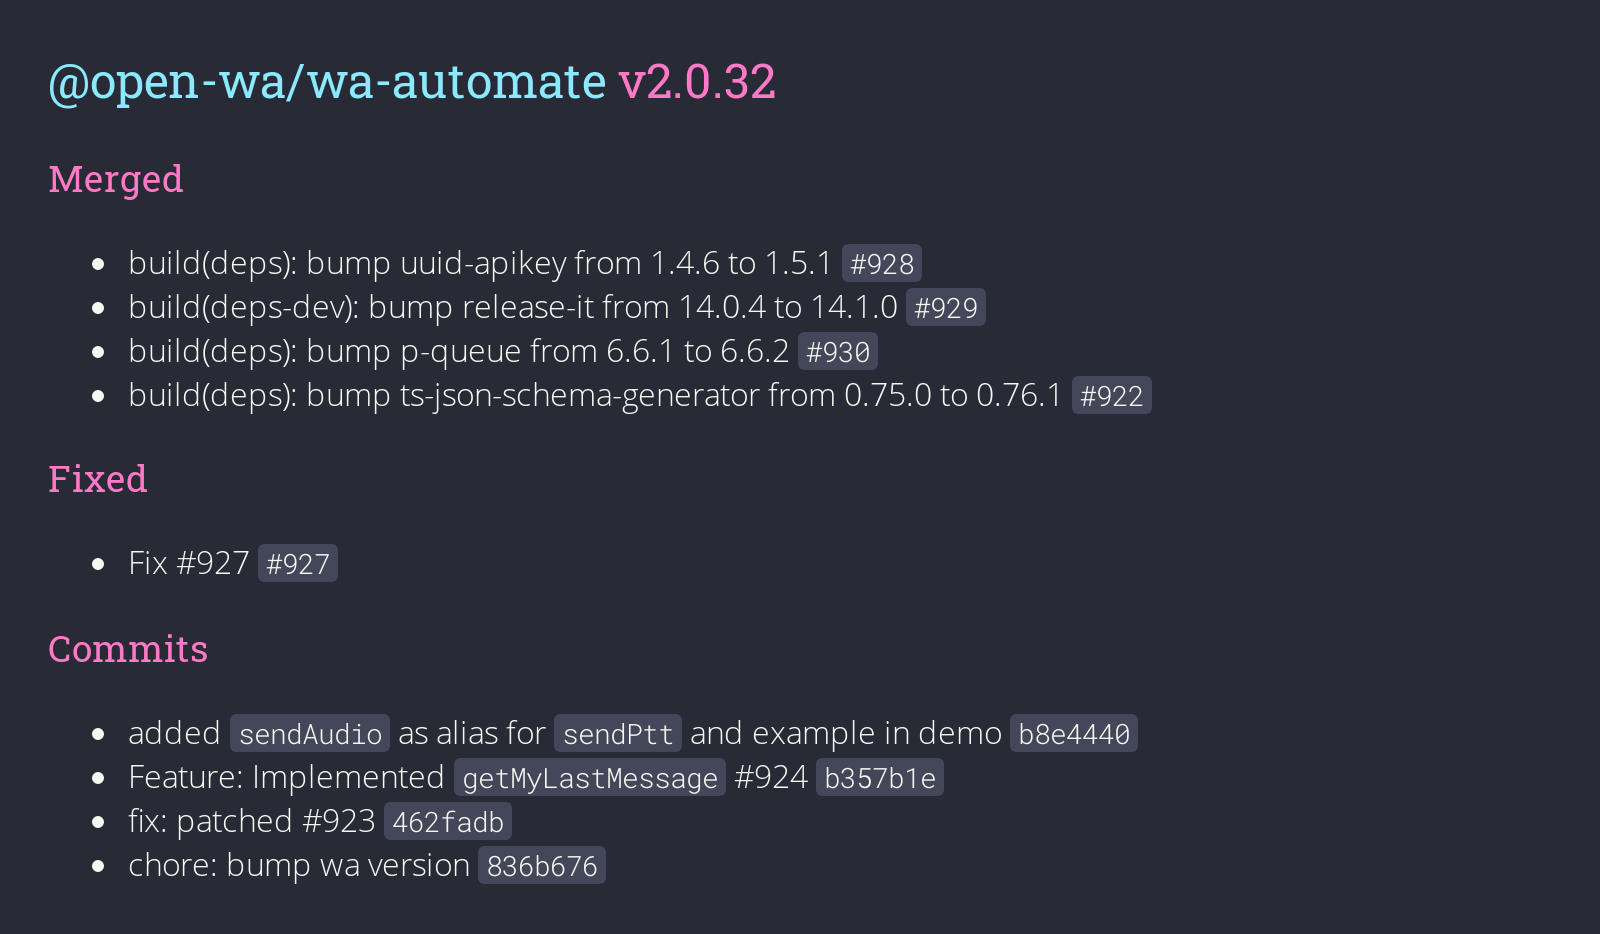 @open-wa/wa-automate v2.0.32
Merged
build(deps): bump uuid-apikey from 1.4.6 to 1.5.1 #928
build(deps-dev): bump release-it from 14.0.4 to 14.1.0 #929
build(deps): bump p-queue from 6.6.1 to 6.6.2 #930
build(deps): bump ts-json-schema-generator from 0.75.0 to 0.76.1 #922
Fixed
Fix #927 #927
Commits
added sendAudio as alias for sendPtt and example in demo b8e4440
Feature: Implemented getMyLastMessage #924 b357b1e
fix: patched #923 462fadb
chore: bump wa version 836b676